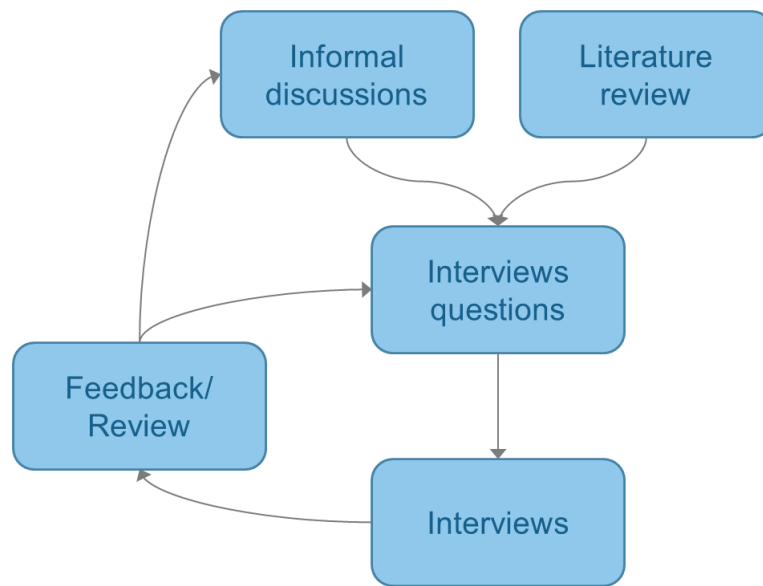 Informal
discussions
Literature
review
Interviews
questions
Feedback/
Review
Interviews